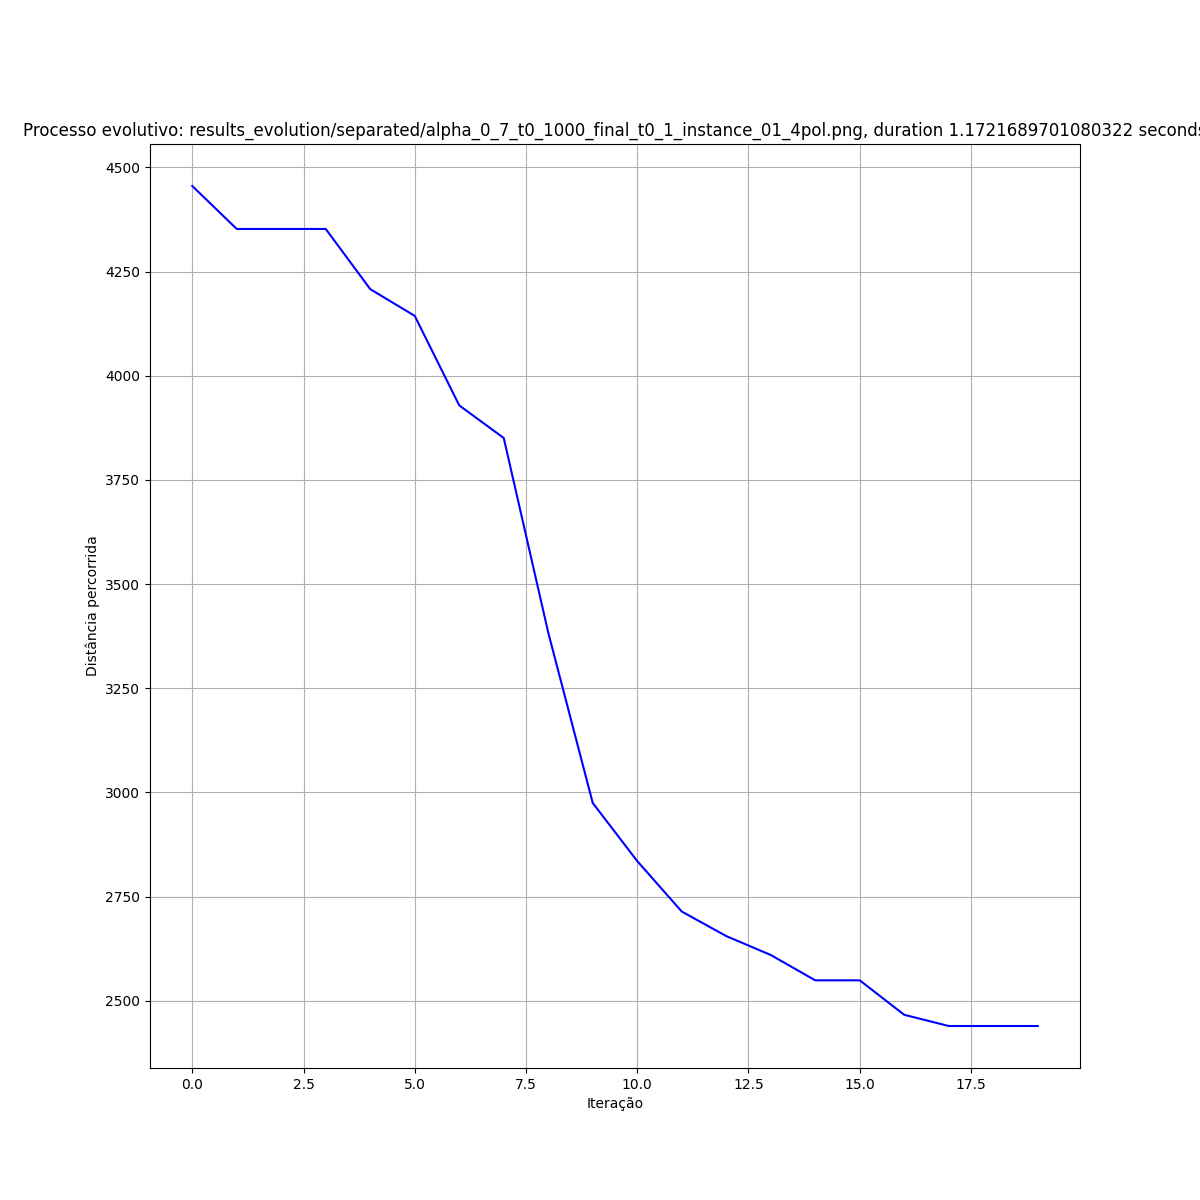 Processo evolutivo: results_evolution/separated/alpha_0_7_t0_1000_final_t0_1_instance_01_4pol.png, duration 1.1721689701080322 seconds
4500
4250
4000
3750
3500
3250
3000
2750
2500
Distância percorrida
0.0 2.5 5.0 7.5 10.0 12.5 15.0 17.5
Iteração